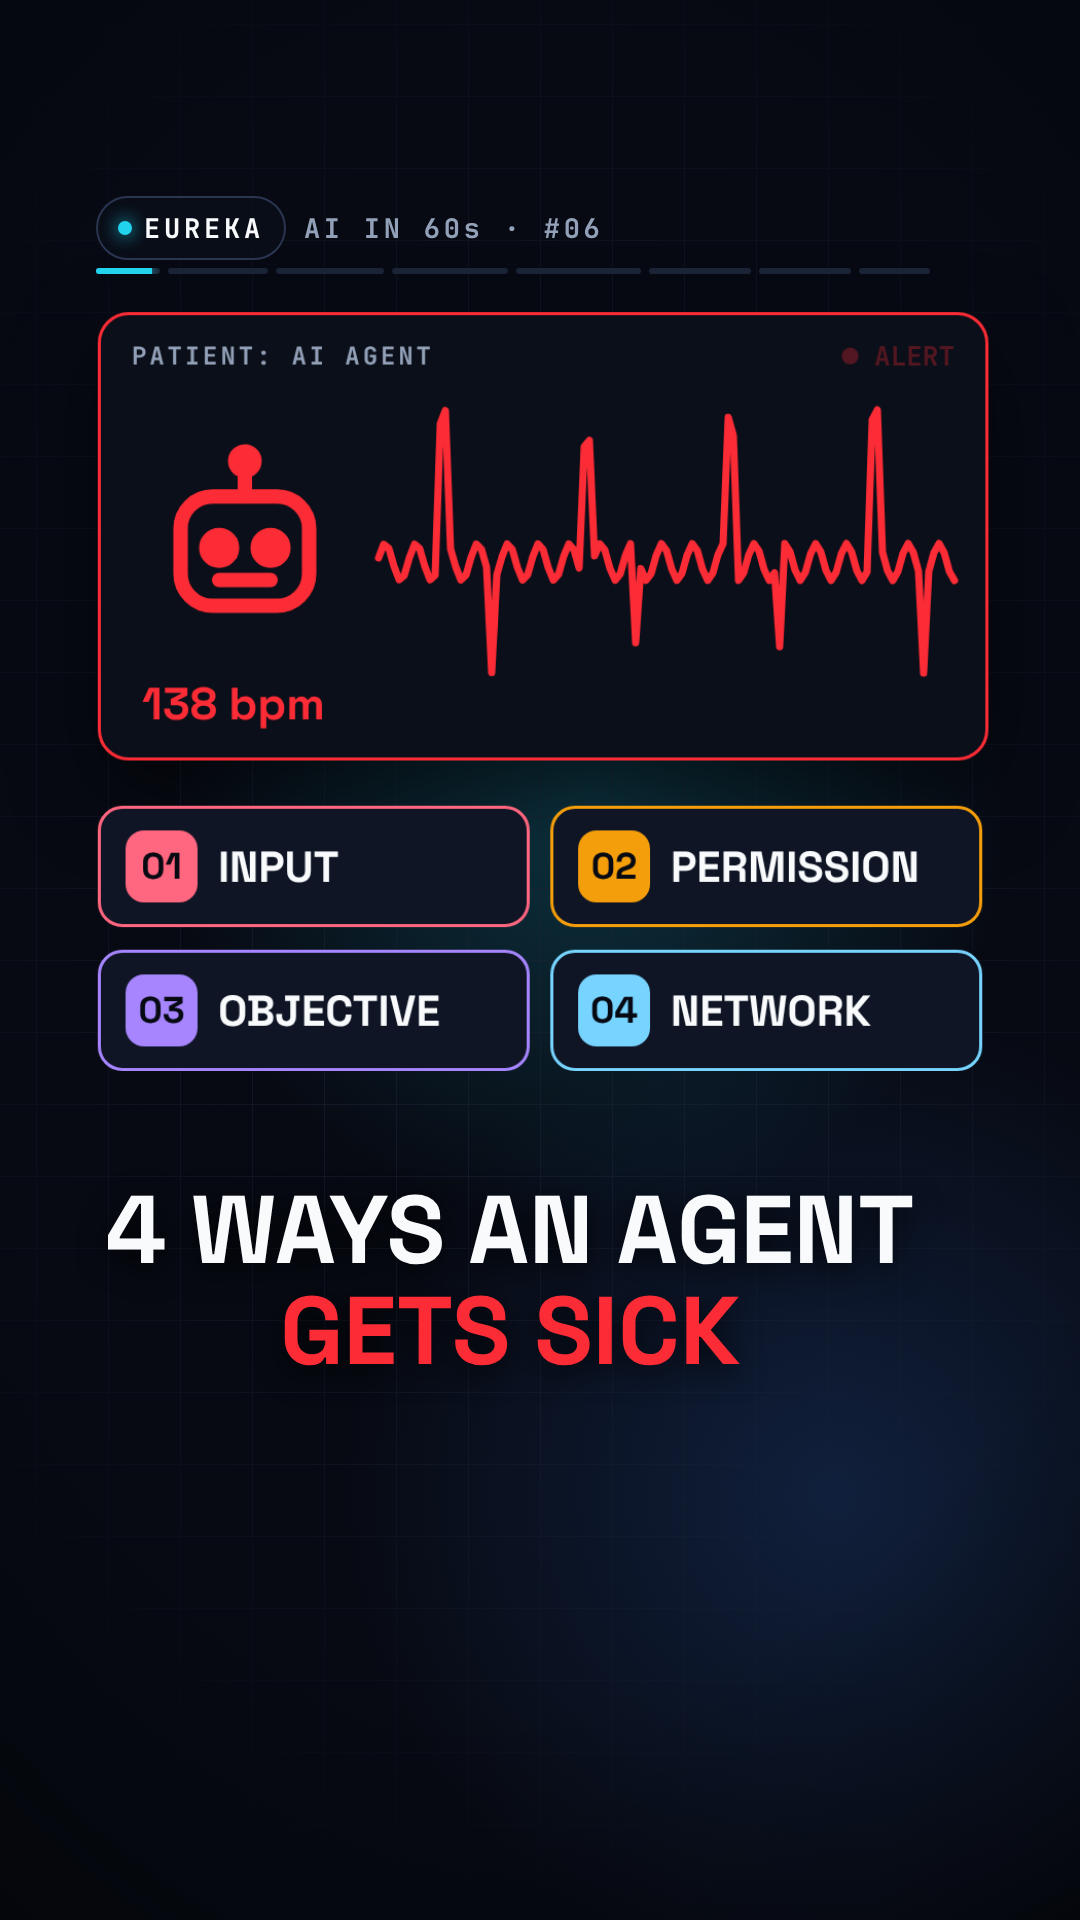 EUREKA AI IN 60s · #06
PATIENT: AI AGENT
ALERT
138 bpm
01 INPUT
02 PERMISSION
03 OBJECTIVE
04 NETWORK
4 WAYS AN AGENT
GETS SICK